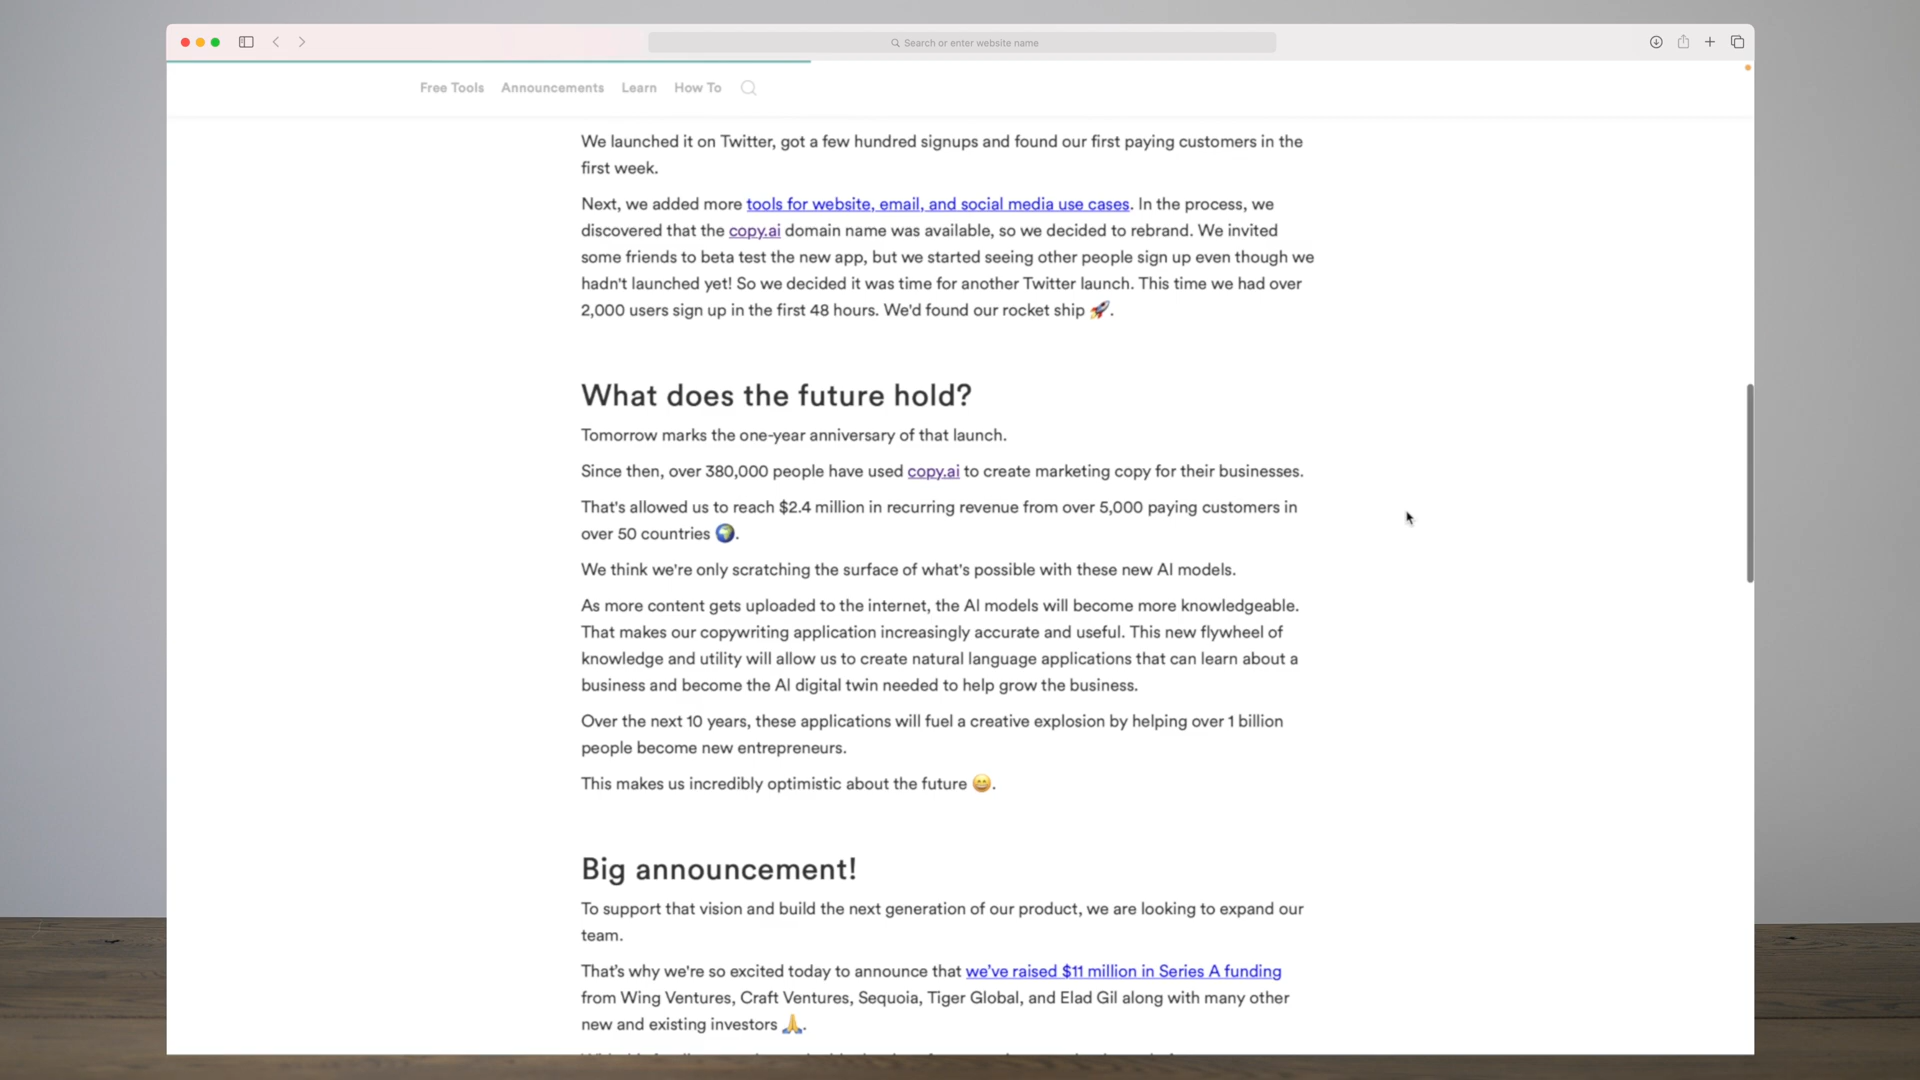 Search or enter website name
Free Tools Announcements Learn How To
We launched it on Twitter, got a few hundred signups and found our first paying customers in the
first week.
Next, we added more tools for website, email, and social media use cases. In the process, we
discovered that the copy.ai domain name was available, so we decided to rebrand. We invited
some friends to beta test the new app, but we started seeing other people sign up even though we
hadn't launched yet! So we decided it was time for another Twitter launch. This time we had over
2,000 users sign up in the first 48 hours. We'd found our rocket ship 🚀.
What does the future hold?
Tomorrow marks the one-year anniversary of that launch.
Since then, over 380,000 people have used copy.ai to create marketing copy for their businesses.
That's allowed us to reach $2.4 million in recurring revenue from over 5,000 paying customers in
over 50 countries 🌍.
We think we're only scratching the surface of what's possible with these new AI models.
As more content gets uploaded to the internet, the AI models will become more knowledgeable.
That makes our copywriting application increasingly accurate and useful. This new flywheel of
knowledge and utility will allow us to create natural language applications that can learn about a
business and become the AI digital twin needed to help grow the business.
Over the next 10 years, these applications will fuel a creative explosion by helping over 1 billion
people become new entrepreneurs.
This makes us incredibly optimistic about the future 😄.
Big announcement!
To support that vision and build the next generation of our product, we are looking to expand our
team.
That's why we're so excited today to announce that we've raised $11 million in Series A funding
from Wing Ventures, Craft Ventures, Sequoia, Tiger Global, and Elad Gil along with many other
new and existing investors 🙏.